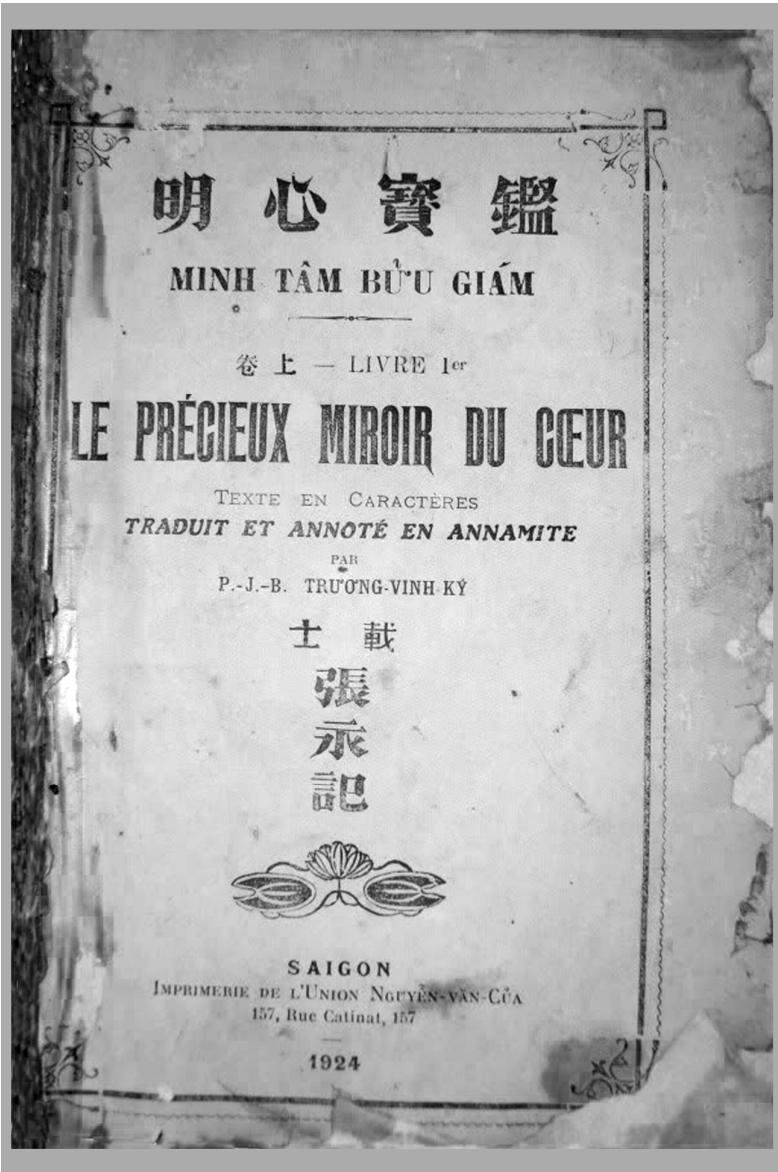 明心寶鑑
MINH TÂM BỬU GIÁM
卷上 — LIVRE 1er
LE PRÉCIEUX MIROIR DU CŒUR
TEXTE EN CARACTÈRES
TRADUIT ET ANNOTÉ EN ANNAMITE
PAR
P.-J.-B. TRƯƠNG-VINH-KÝ
士載
張
永
記
SAIGON
IMPRIMERIE DE L'UNION NGUYỄN-VĂN-CỦA
157, Rue Catinat, 157
1924